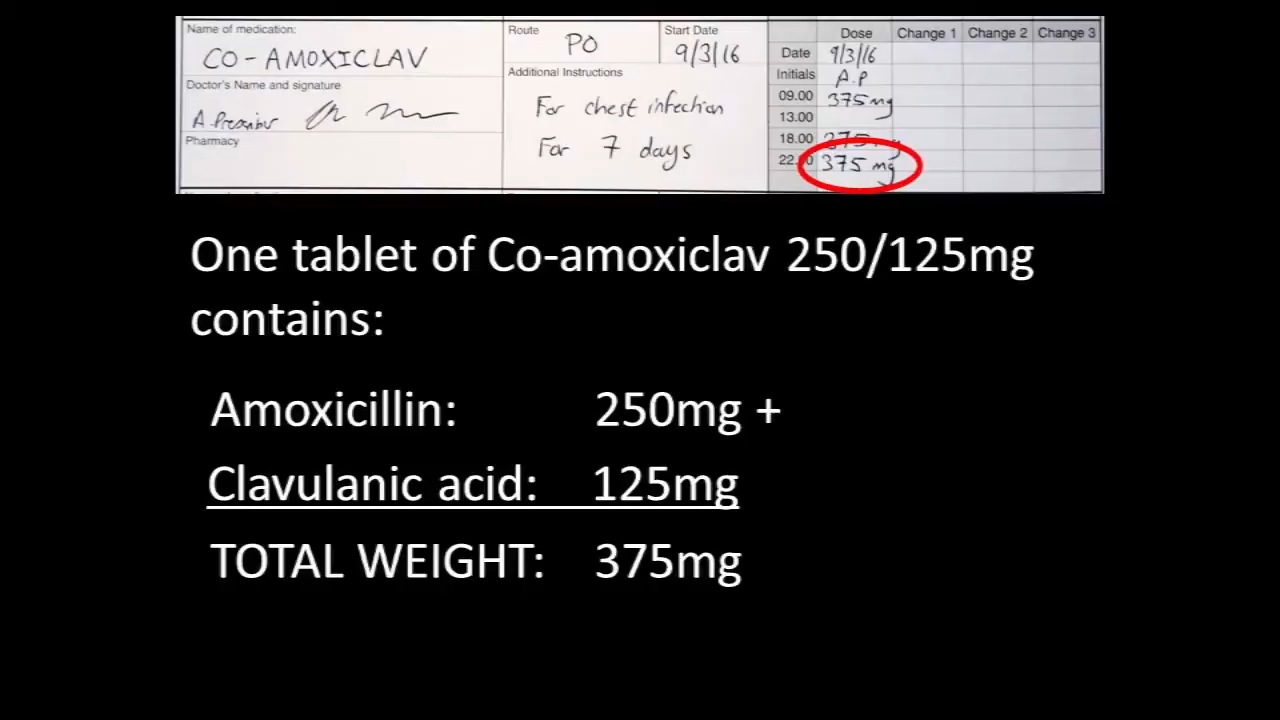 Name of medication:
CO-AMOXICLAV
Doctor's Name and signature
A. Prescriber
Pharmacy
Route
PO
Start Date
9/3/16
Additional Instructions
For chest infection
For 7 days
Dose Change 1 Change 2 Change 3
Date 9/3/16
Initials A.P
09.00 375mg
13.00
18.00 375mg
22.00 375mg
One tablet of Co-amoxiclav 250/125mg
contains:
Amoxicillin: 250mg +
Clavulanic acid: 125mg
TOTAL WEIGHT: 375mg